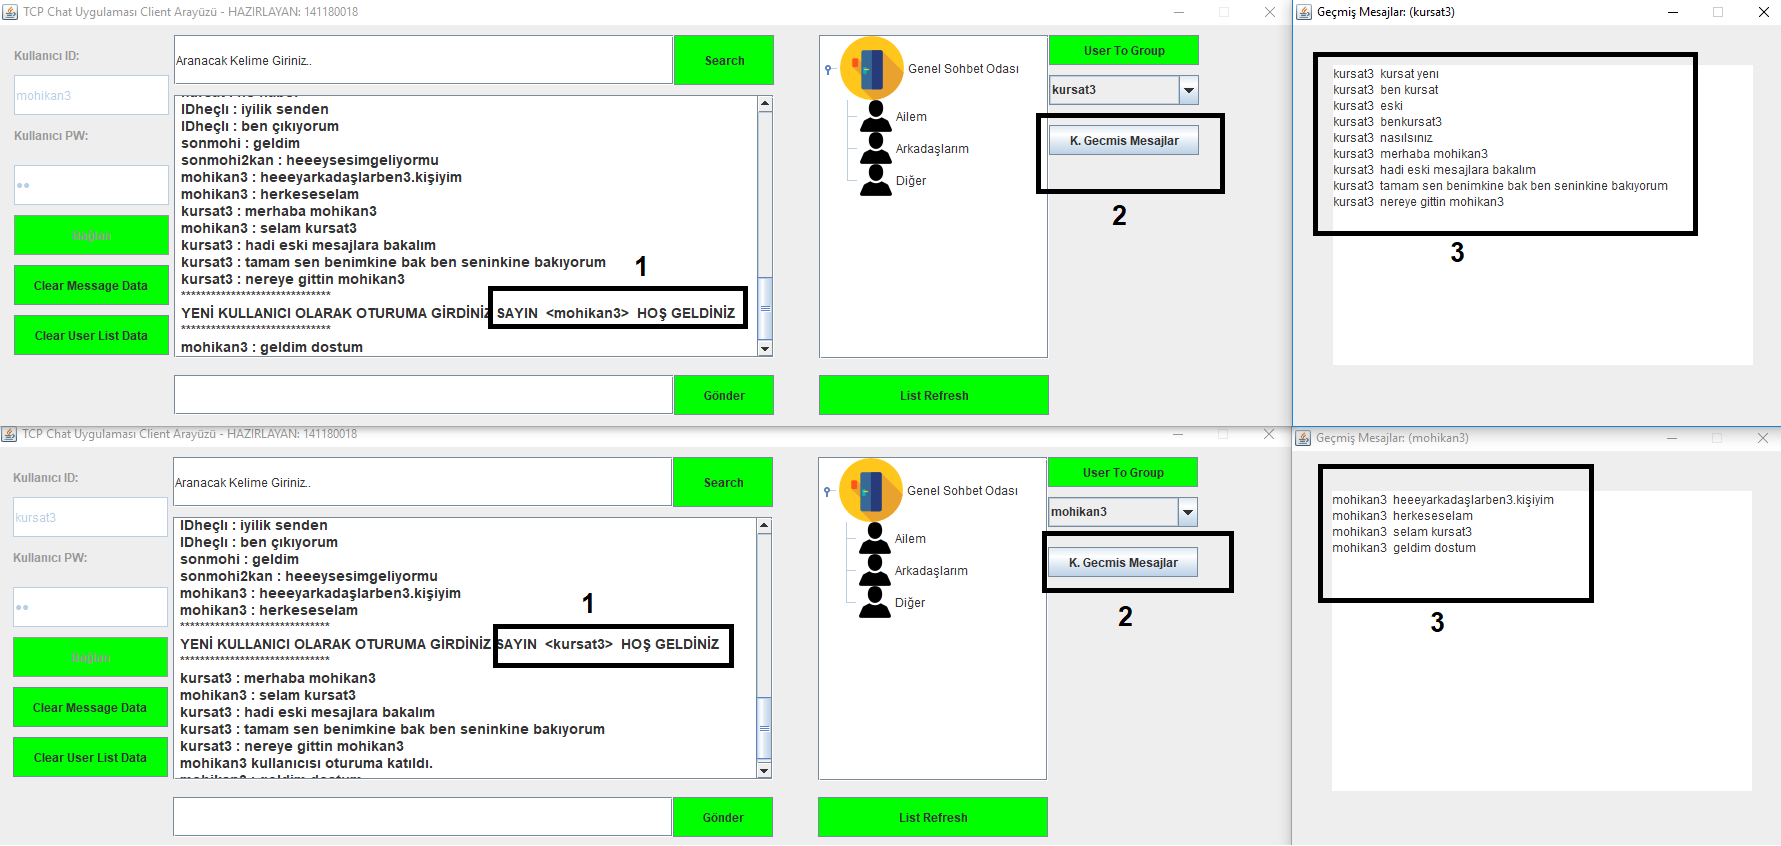 TCP Chat Uygulaması Client Arayüzü - HAZIRLAYAN: 141180018
Kullanıcı ID:
mohikan3
Kullanıcı PW:
Bağlan
Clear Message Data
Clear User List Data
Aranacak Kelime Giriniz..
Search
IDheçlı : iyilik senden
IDheçlı : ben çıkıyorum
sonmohi : geldim
sonmohi2kan : heeeysesimgeliyormu
mohikan3 : heeeyarkadaşlarben3.kişiyim
mohikan3 : herkeseselam
kursat3 : merhaba mohikan3
mohikan3 : selam kursat3
kursat3 : hadi eski mesajlara bakalım
kursat3 : tamam sen benimkine bak ben seninkine bakıyorum
kursat3 : nereye gittin mohikan3
******************************
YENİ KULLANICI OLARAK OTURUMA GİRDİNİZ SAYIN <mohikan3> HOŞ GELDİNİZ
******************************
mohikan3 : geldim dostum
1
Gönder
Genel Sohbet Odası
Ailem
Arkadaşlarım
Diğer
List Refresh
User To Group
kursat3
K. Gecmis Mesajlar
2
Geçmiş Mesajlar: (kursat3)
kursat3 kursat yenı
kursat3 ben kursat
kursat3 eski
kursat3 benkursat3
kursat3 nasılsınız
kursat3 merhaba mohikan3
kursat3 hadi eski mesajlara bakalım
kursat3 tamam sen benimkine bak ben seninkine bakıyorum
kursat3 nereye gittin mohikan3
3
TCP Chat Uygulaması Client Arayüzü - HAZIRLAYAN: 141180018
Kullanıcı ID:
kursat3
Kullanıcı PW:
Bağlan
Clear Message Data
Clear User List Data
Aranacak Kelime Giriniz..
Search
IDheçlı : iyilik senden
IDheçlı : ben çıkıyorum
sonmohi : geldim
sonmohi2kan : heeeysesimgeliyormu
mohikan3 : heeeyarkadaşlarben3.kişiyim
mohikan3 : herkeseselam
******************************
YENİ KULLANICI OLARAK OTURUMA GİRDİNİZ SAYIN <kursat3> HOŞ GELDİNİZ
******************************
kursat3 : merhaba mohikan3
mohikan3 : selam kursat3
kursat3 : hadi eski mesajlara bakalım
kursat3 : tamam sen benimkine bak ben seninkine bakıyorum
kursat3 : nereye gittin mohikan3
mohikan3 kullanıcısı oturuma katıldı.
mohikan3 : geldim dostum
1
Gönder
Genel Sohbet Odası
Ailem
Arkadaşlarım
Diğer
List Refresh
User To Group
mohikan3
K. Gecmis Mesajlar
2
Geçmiş Mesajlar: (mohikan3)
mohikan3 heeeyarkadaşlarben3.kişiyim
mohikan3 herkeseselam
mohikan3 selam kursat3
mohikan3 geldim dostum
3